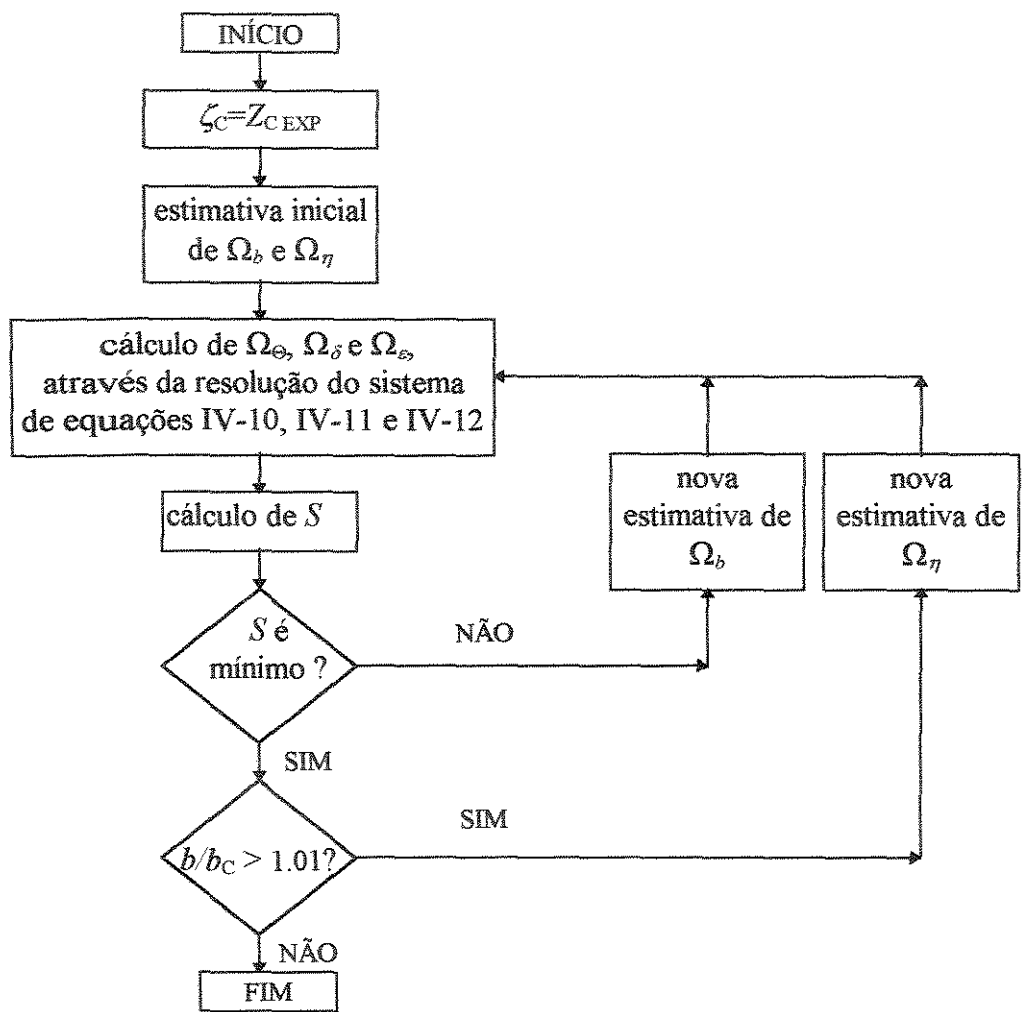 INÍCIO
ζC=ZC EXP
estimativa inicial
de Ωb e Ωη
cálculo de ΩΘ, Ωδ e Ωε,
através da resolução do sistema
de equações IV-10, IV-11 e IV-12
cálculo de S
S é
mínimo ?
NÃO
nova
estimativa de
Ωb
nova
estimativa de
Ωη
SIM
b/bC > 1.01?
SIM
NÃO
FIM